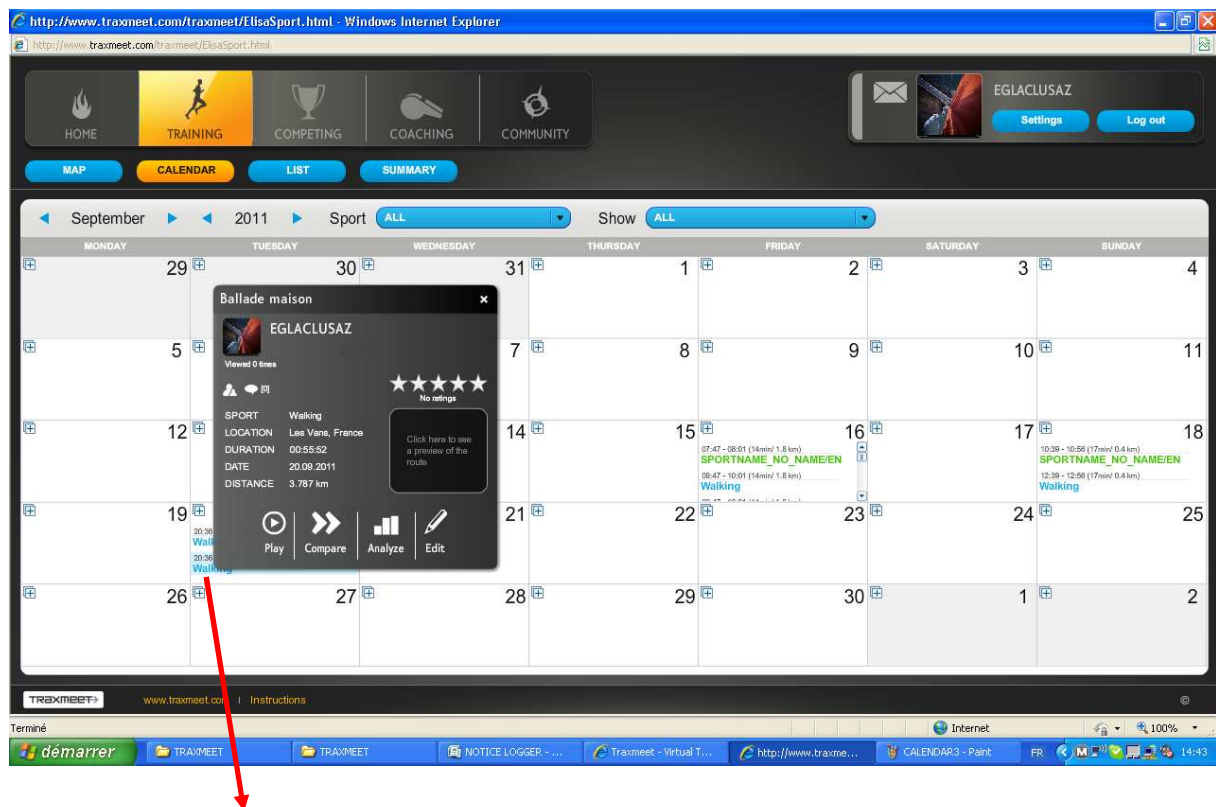 http://www.traxmeet.com/traxmeet/ElisaSport.html - Windows Internet Explorer
http://www.traxmeet.com/traxmeet/ElisaSport.html
HOME TRAINING COMPETING COACHING COMMUNITY
EGLACLUSAZ
Settings Log out
MAP CALENDAR LIST SUMMARY
September 2011 Sport ALL Show ALL
MONDAY TUESDAY WEDNESDAY THURSDAY FRIDAY SATURDAY SUNDAY
29 30 31 1 2 3 4
Ballade maison
EGLACLUSAZ
Viewed 0 times
[0]
No ratings
SPORT Walking
LOCATION Les Vans, France
DURATION 00:55:52
DATE 20.09.2011
DISTANCE 3.787 km
Click here to see
a preview of the
route
Play Compare Analyze Edit
5 7 8 9 10 11
12 14 15 16 17 18
07:47 - 08:01 (14min/ 1.8 km)
SPORTNAME_NO_NAME/EN
09:47 - 10:01 (14min/ 1.8 km)
Walking
10:39 - 10:56 (17min/ 0.4 km)
SPORTNAME_NO_NAME/EN
12:39 - 12:56 (17min/ 0.4 km)
Walking
19 21 22 23 24 25
20:36
Wal
20:36
Walking
26 27 28 29 30 1 2
TRAXMEET www.traxmeet.com | Instructions ©
Terminé Internet 100%
démarrer TRAXMEET TRAXMEET NOTICE LOGGER - ... Traxmeet - Virtual T... http://www.traxme... CALENDAR3 - Paint FR 14:43